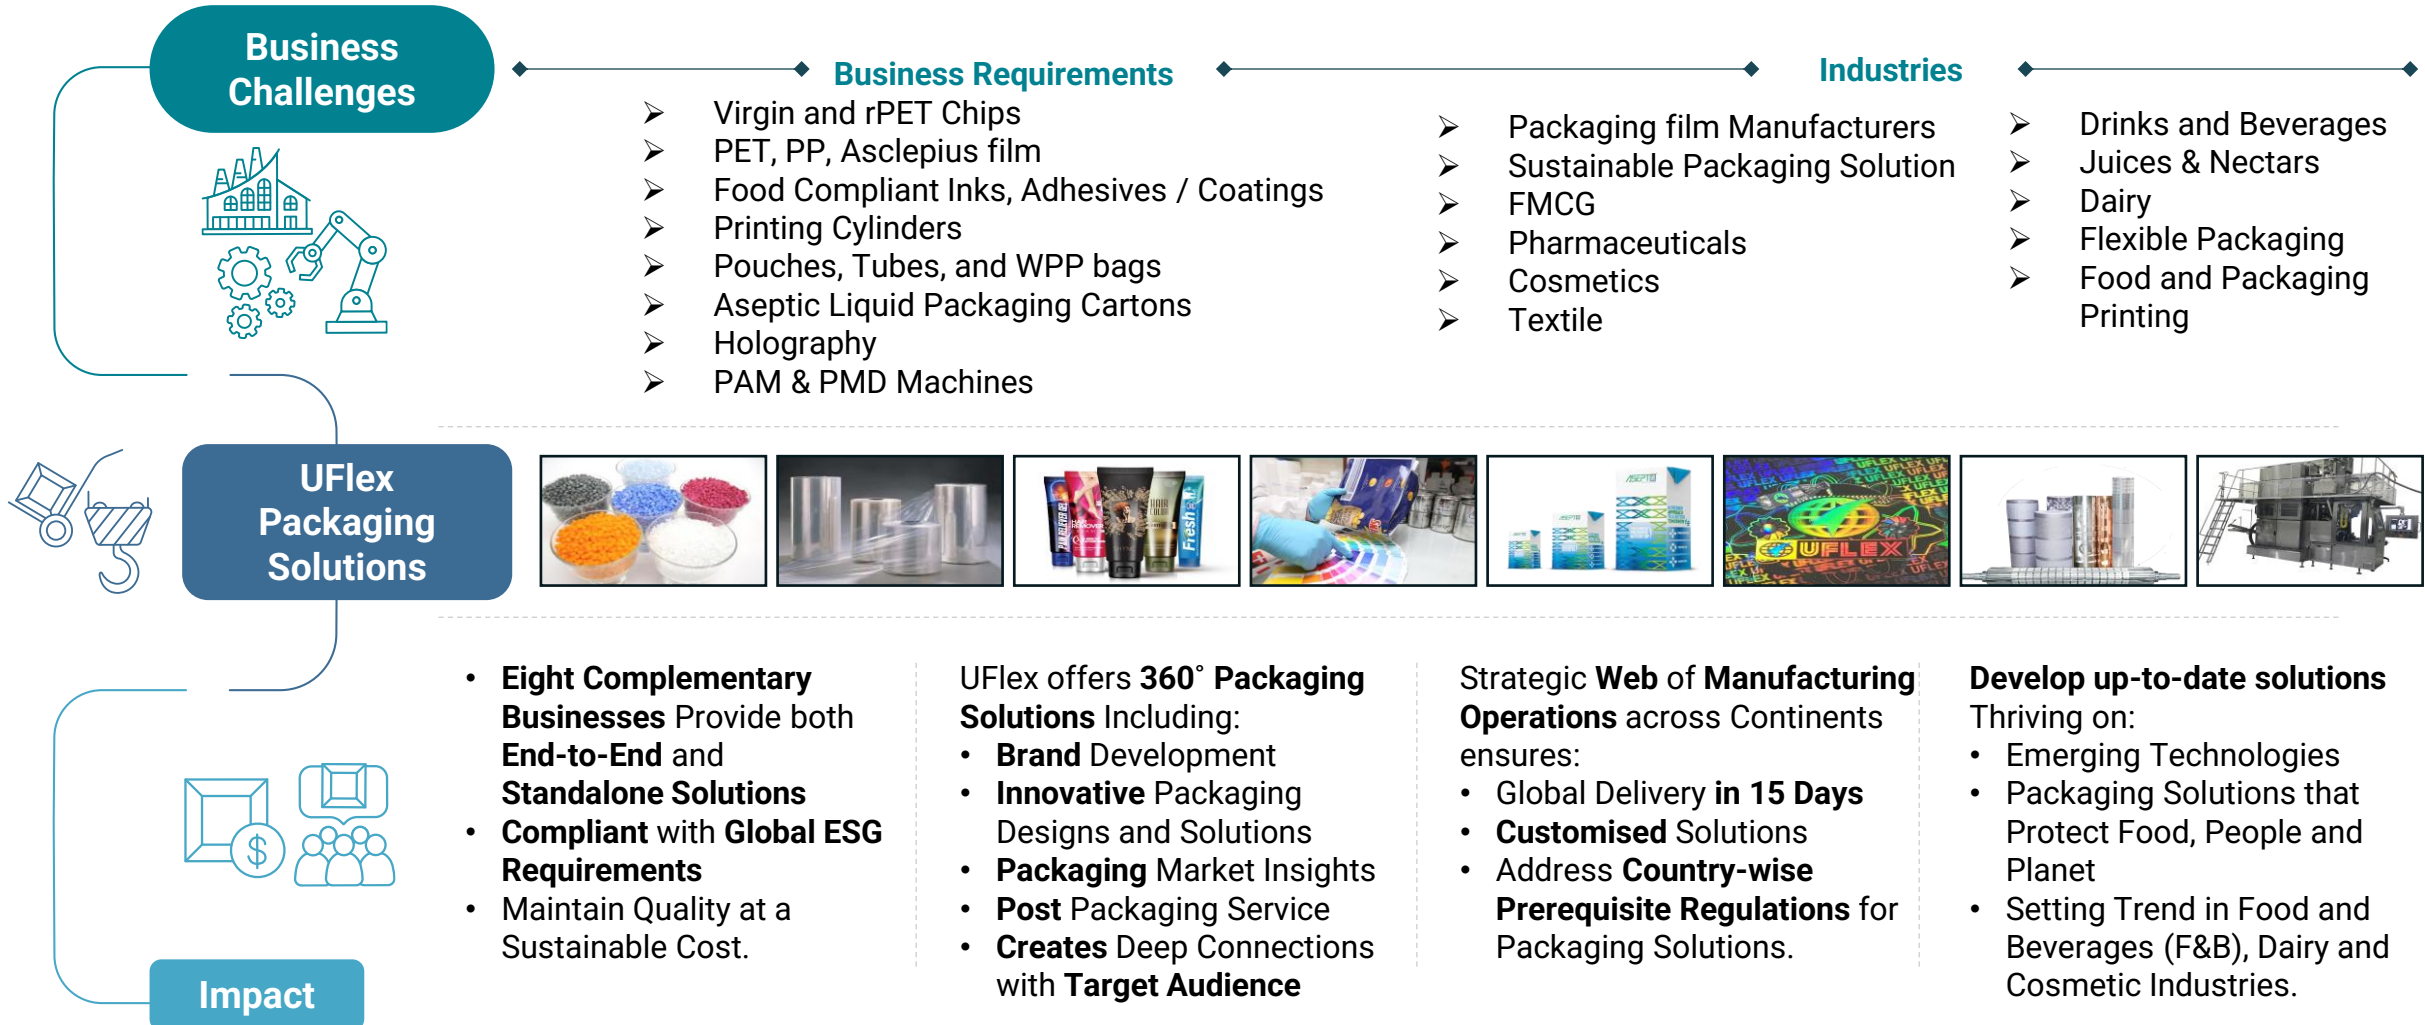 Business
Challenges
Business Requirements
Industries
Virgin and rPET Chips
PET, PP, Asclepius film
Food Compliant Inks, Adhesives / Coatings
Printing Cylinders
Pouches, Tubes, and WPP bags
Aseptic Liquid Packaging Cartons
Holography
PAM & PMD Machines
Packaging film Manufacturers
Sustainable Packaging Solution
FMCG
Pharmaceuticals
Cosmetics
Textile
Drinks and Beverages
Juices & Nectars
Dairy
Flexible Packaging
Food and Packaging
Printing
UFlex
Packaging
Solutions
HAIR
COLOR
Fresh
ASEPTO
UFLEX
• Eight Complementary
Businesses Provide both
End-to-End and
Standalone Solutions
• Compliant with Global ESG
Requirements
• Maintain Quality at a
Sustainable Cost.
UFlex offers 360° Packaging
Solutions Including:
• Brand Development
• Innovative Packaging
Designs and Solutions
• Packaging Market Insights
• Post Packaging Service
• Creates Deep Connections
with Target Audience
Strategic Web of Manufacturing
Operations across Continents
ensures:
• Global Delivery in 15 Days
• Customised Solutions
• Address Country-wise
Prerequisite Regulations for
Packaging Solutions.
Develop up-to-date solutions
Thriving on:
• Emerging Technologies
• Packaging Solutions that
Protect Food, People and
Planet
• Setting Trend in Food and
Beverages (F&B), Dairy and
Cosmetic Industries.
$
Impact